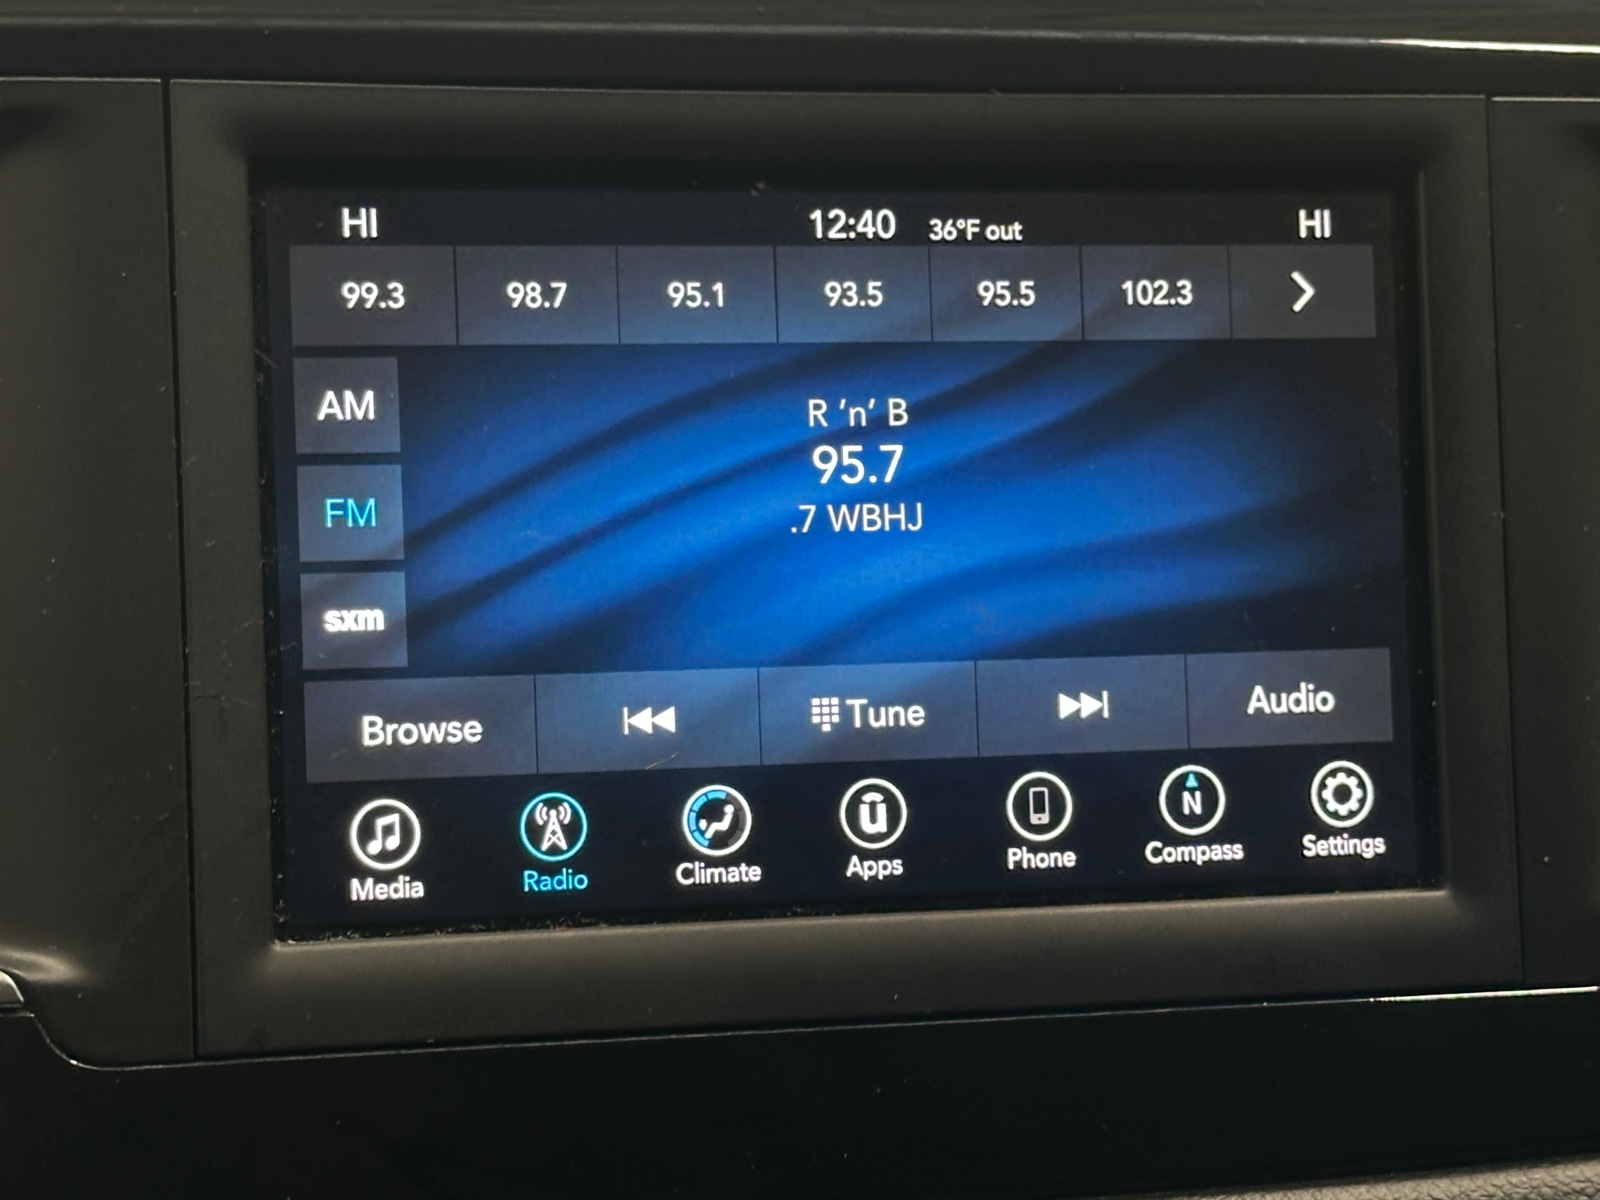 HI 12:40 36°F out HI
99.3 98.7 95.1 93.5 95.5 102.3
AM
FM
sxm
R 'n' B
95.7
.7 WBHJ
Browse Tune Audio
Media Radio Climate Apps Phone Compass Settings
N